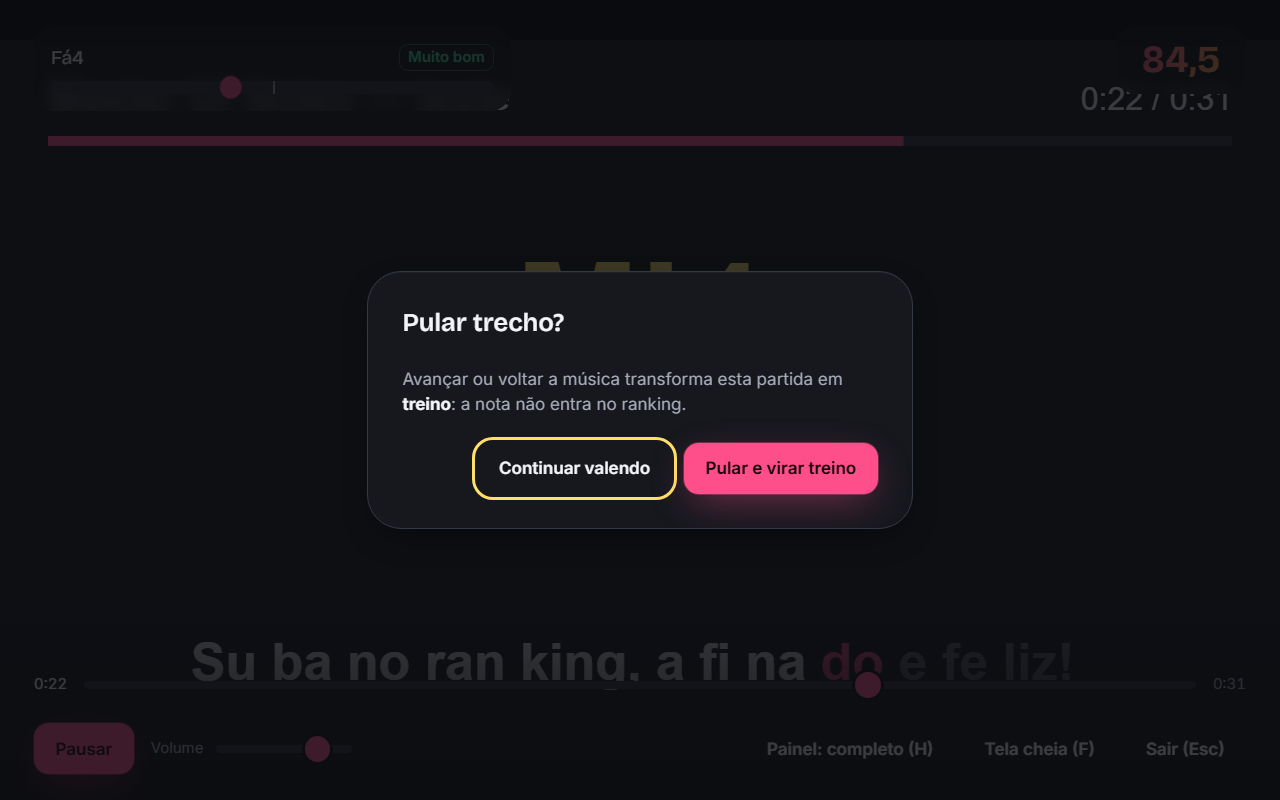 Fá4
Muito bom
84,5
0:22 / 0:31
Pular trecho?
Avançar ou voltar a música transforma esta partida em
treino: a nota não entra no ranking.
Continuar valendo
Pular e virar treino
Su ba no ran king, a fi na do e fe liz!
0:22
0:31
Pausar
Volume
Painel: completo (H)
Tela cheia (F)
Sair (Esc)